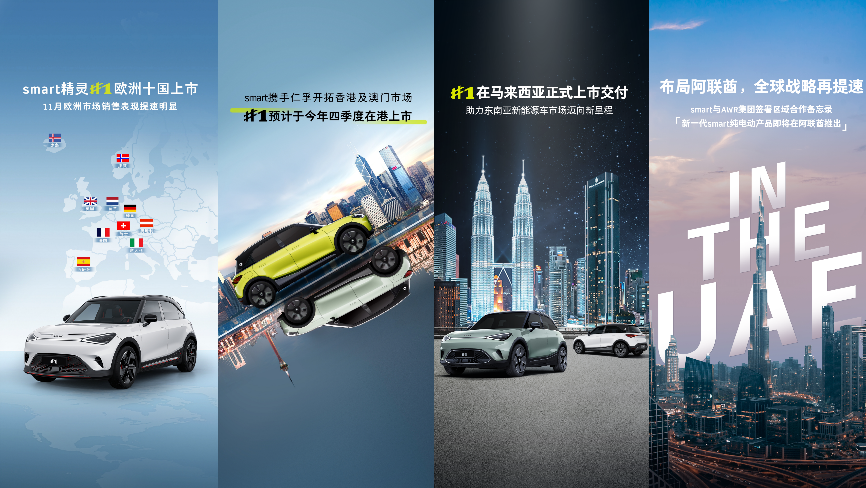 smart精灵#1欧洲十国上市
11月欧洲市场销售表现提速明显
smart携手仁孚开拓香港及澳门市场
#1预计于今年四季度在港上市
#1在马来西亚正式上市交付
助力东南亚新能源车市场迈向新里程
布局阿联酋，全球战略再提速
smart与AWR集团签署区域合作备忘录
「新一代smart纯电动产品即将在阿联酋推出」
IN
THE
UAE